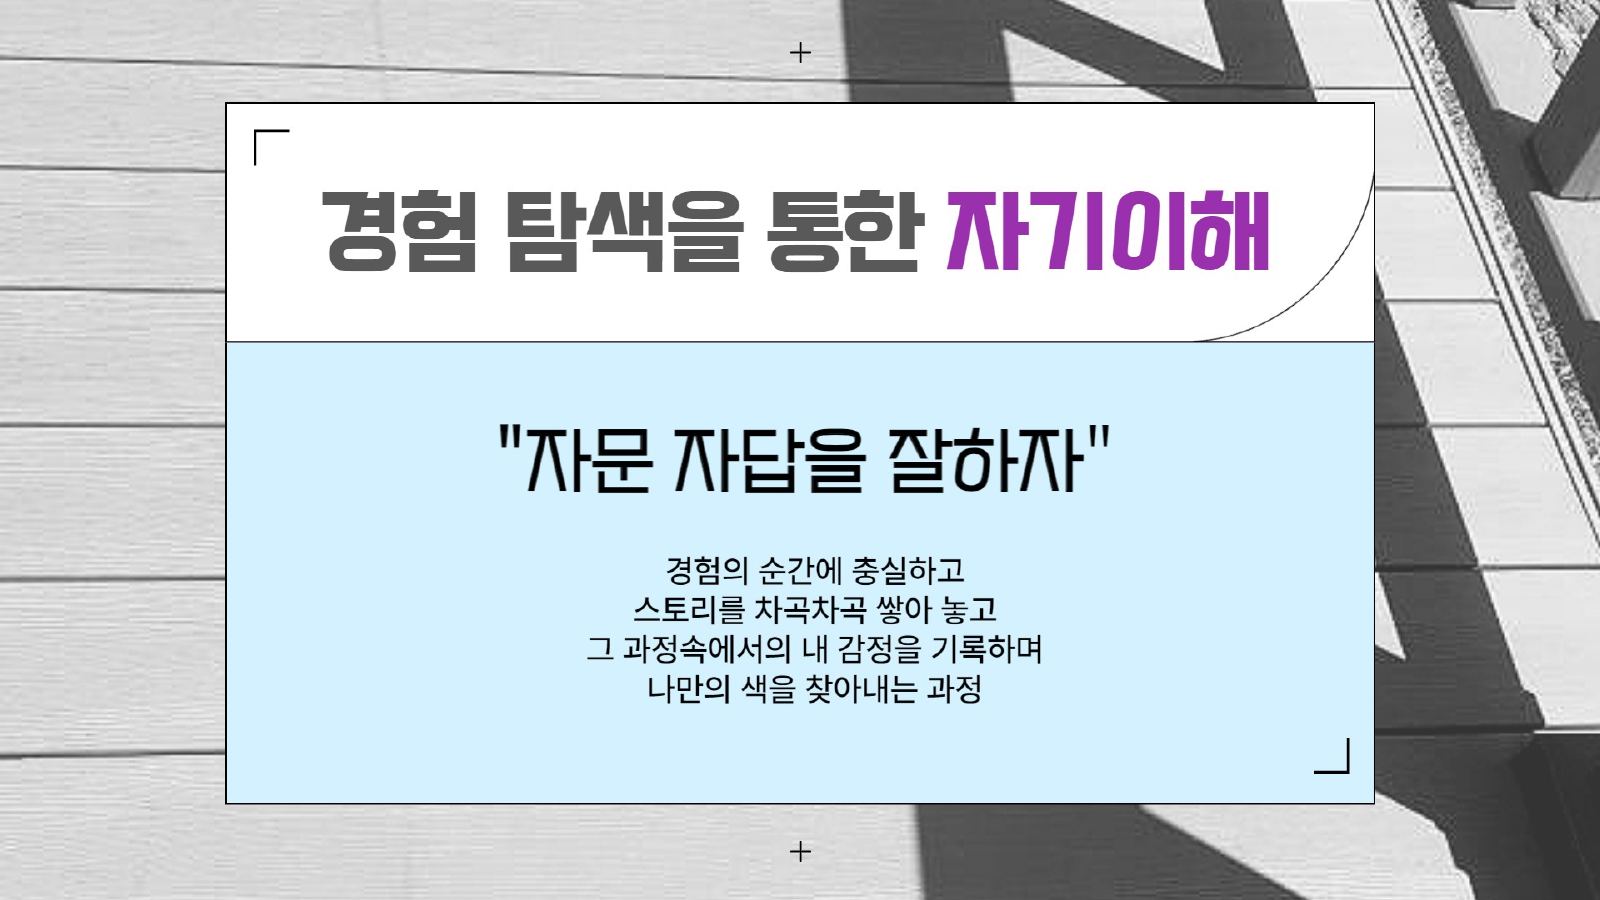 경험 탐색을 통한 자기이해
"자문 자답을 잘하자"
경험의 순간에 충실하고
스토리를 차곡차곡 쌓아 놓고
그 과정속에서의 내 감정을 기록하며
나만의 색을 찾아내는 과정